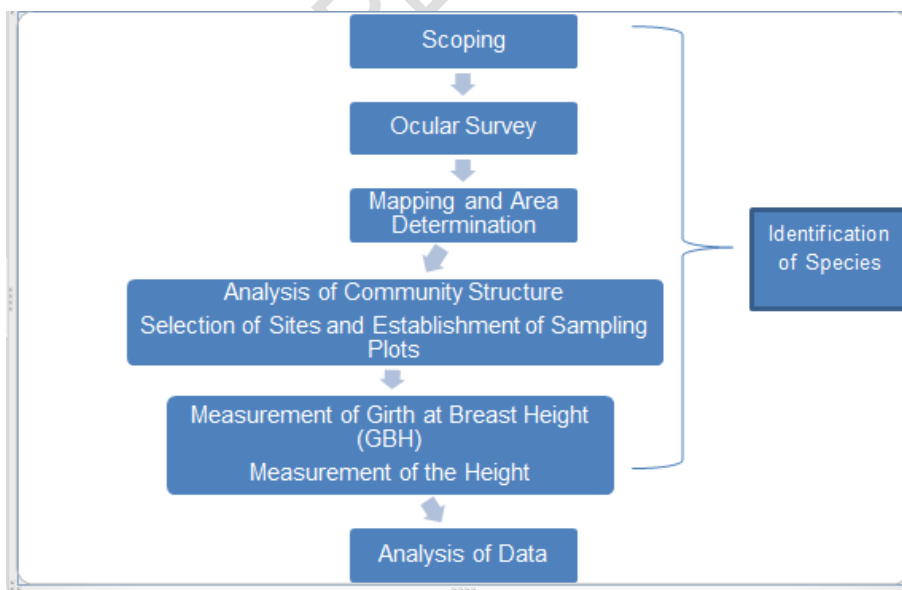 Scoping
Ocular Survey
Mapping and Area
Determination
Identification
of Species
Analysis of Community Structure
Selection of Sites and Establishment of Sampling
Plots
Measurement of Girth at Breast Height
(GBH)
Measurement of the Height
Analysis of Data